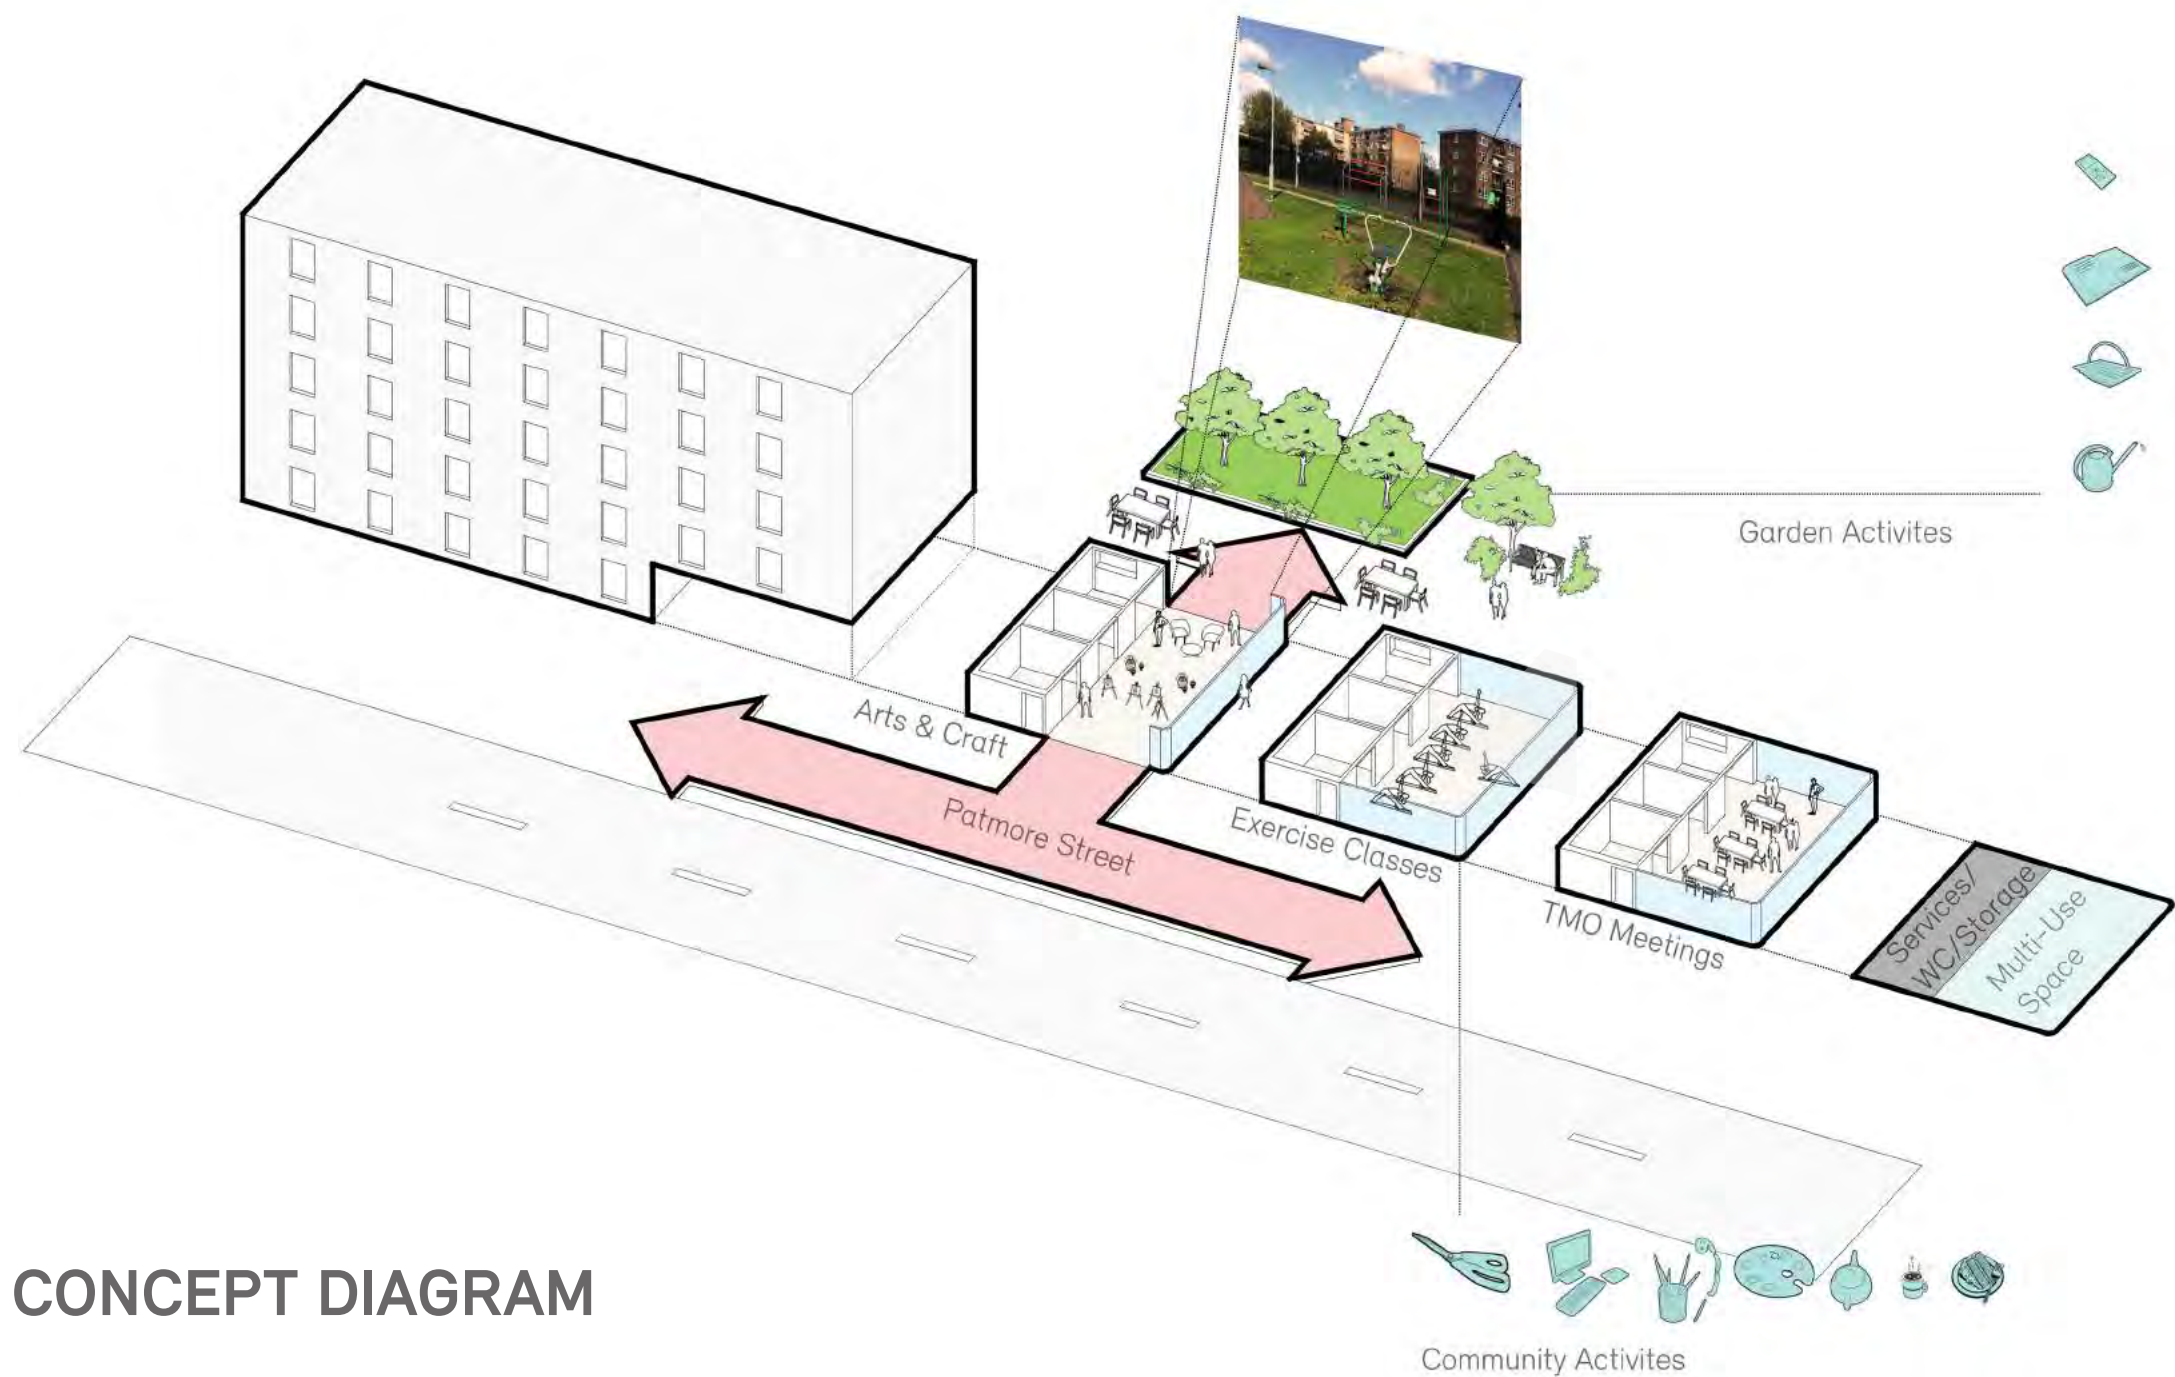 Garden Activites
Arts & Craft
Patmore Street
Exercise Classes
TMO Meetings
Services/
WC/Storage
Multi-Use
Space
CONCEPT DIAGRAM
Community Activites